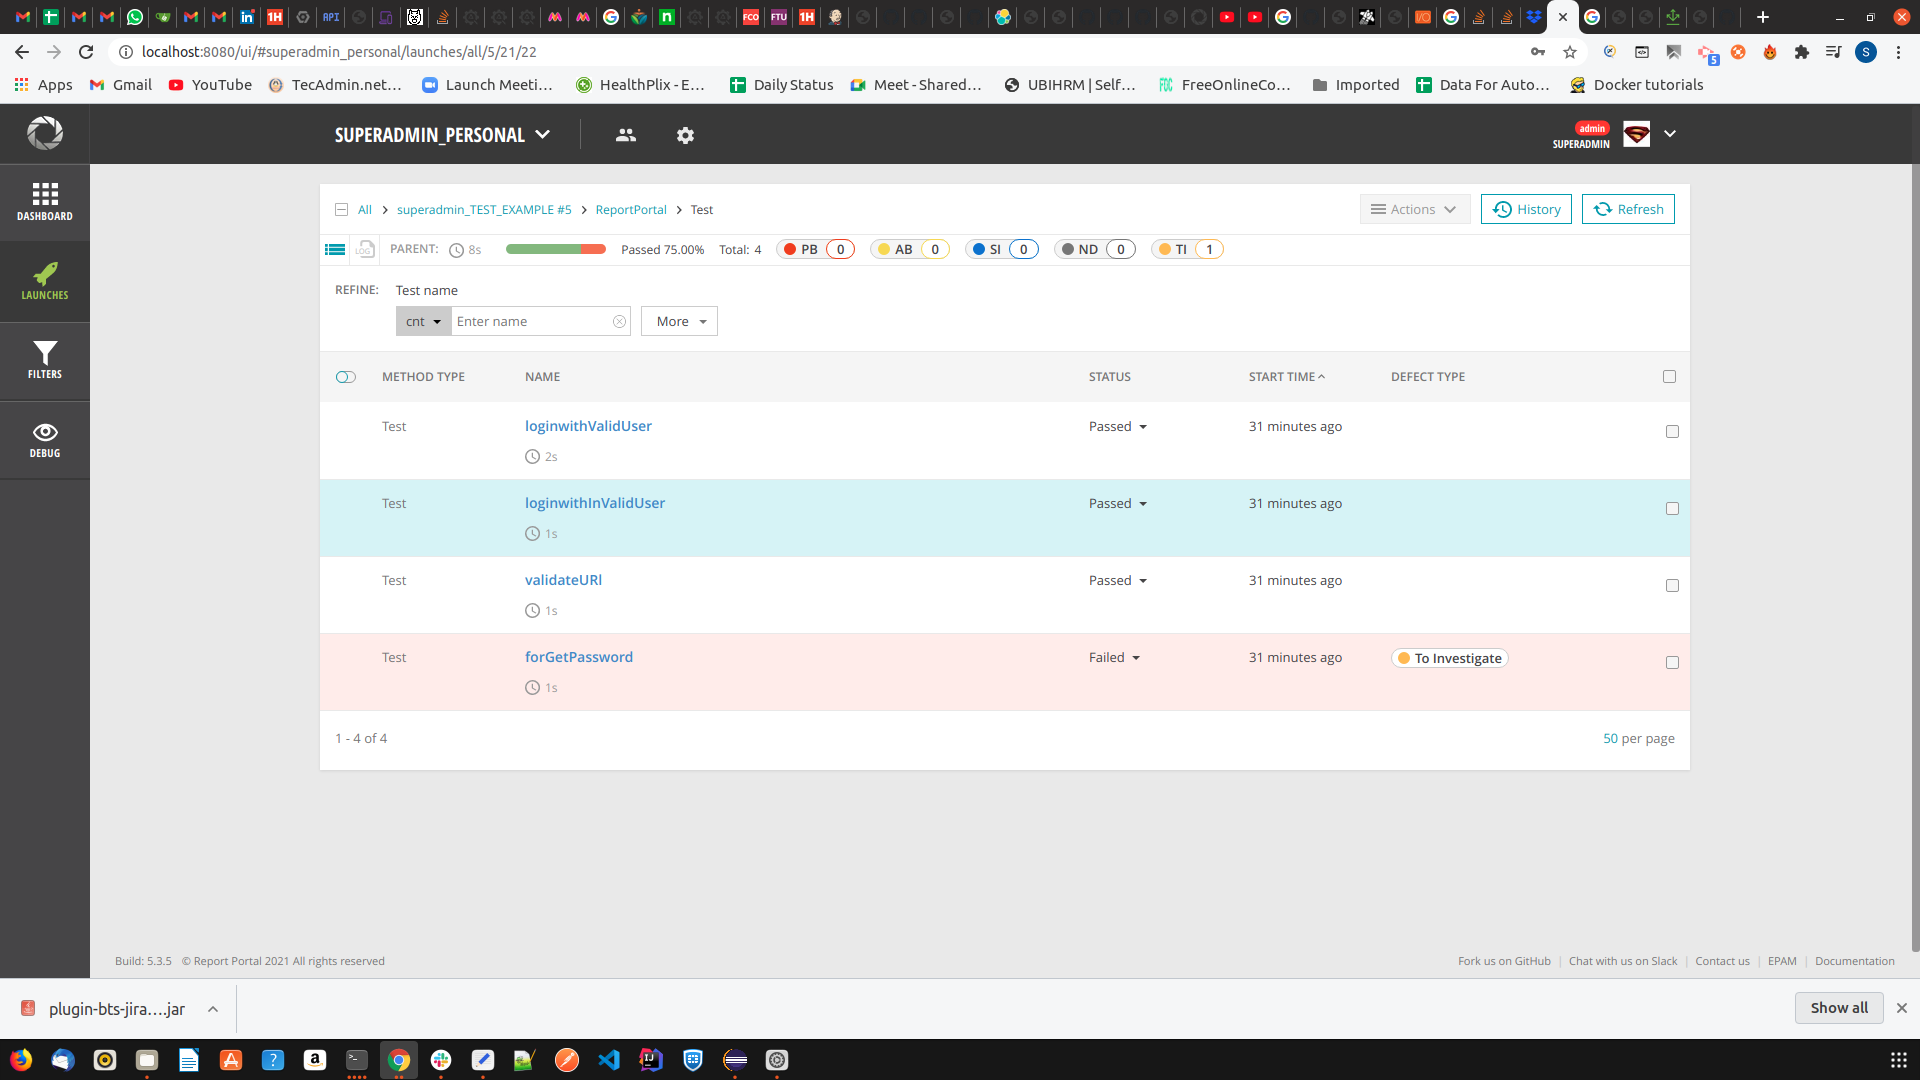 localhost:8080/ui/#superadmin_personal/launches/all/5/21/22
5
S
Apps
Gmail
YouTube
TecAdmin.net...
Launch Meeti...
HealthPlix - E...
Daily Status
Meet - Shared...
UBIHRM | Self...
FreeOnlineCo...
Imported
Data For Auto...
Docker tutorials
SUPERADMIN_PERSONAL
admin
SUPERADMIN
DASHBOARD
LAUNCHES
FILTERS
DEBUG
All > superadmin_TEST_EXAMPLE #5 > ReportPortal > Test
Actions
History
Refresh
LOG
PARENT: 8s Passed 75.00% Total: 4 PB 0 AB 0 SI 0 ND 0 TI 1
REFINE: Test name
cnt Enter name More
METHOD TYPE NAME STATUS START TIME DEFECT TYPE
Test loginwithValidUser Passed 31 minutes ago
2s
Test loginwithInValidUser Passed 31 minutes ago
1s
Test validateURl Passed 31 minutes ago
1s
Test forGetPassword Failed 31 minutes ago To Investigate
1s
1 - 4 of 4
50 per page
Build: 5.3.5 © Report Portal 2021 All rights reserved
Fork us on GitHub | Chat with us on Slack | Contact us | EPAM | Documentation
plugin-bts-jira....jar
Show all